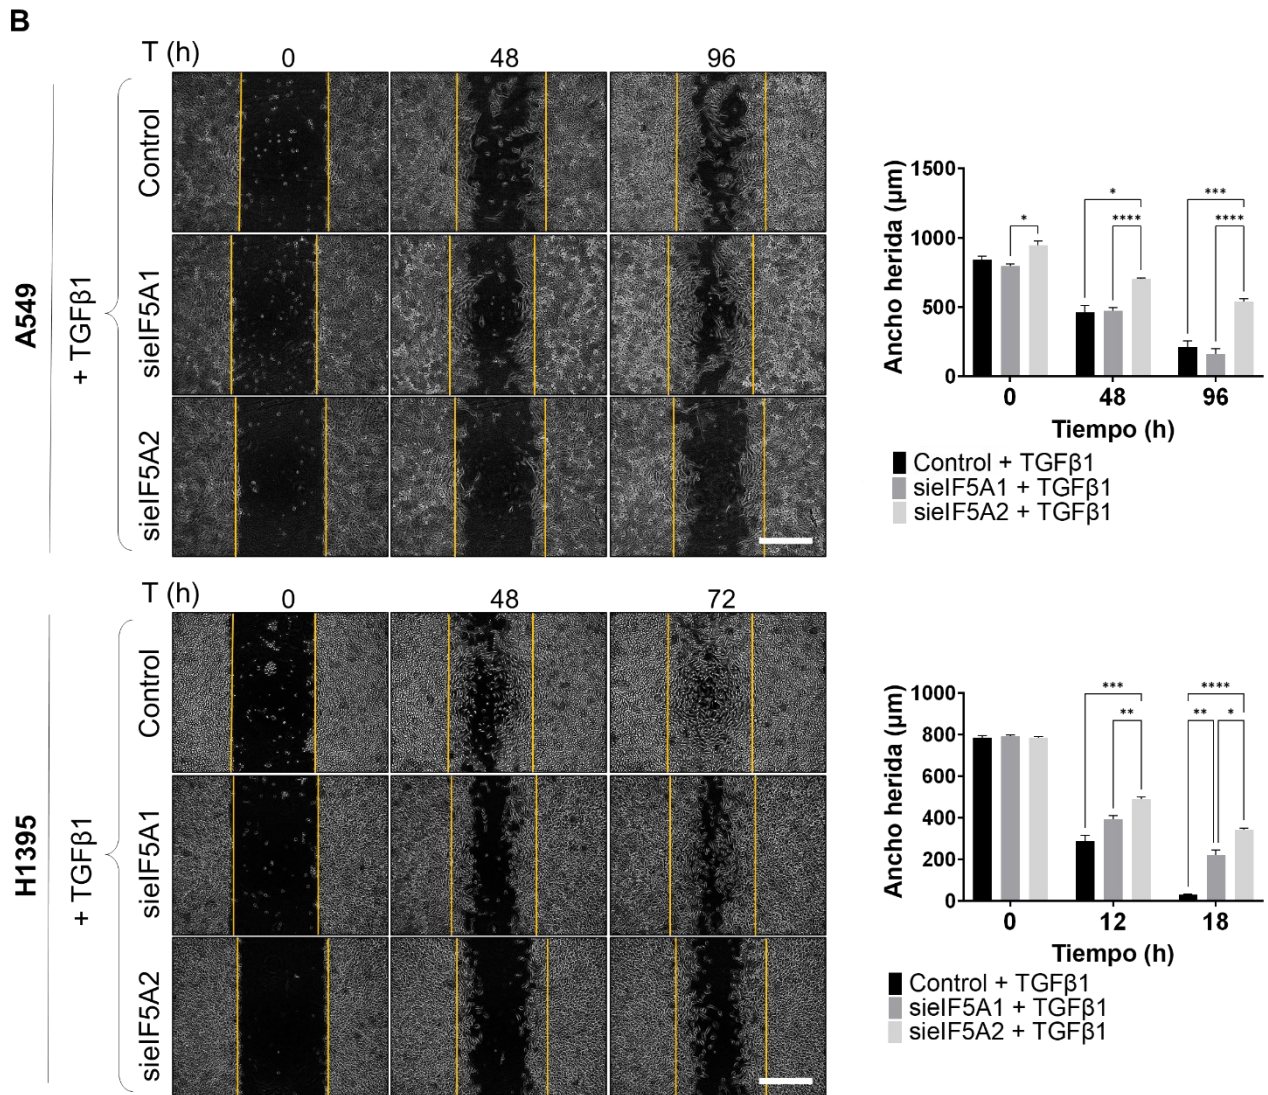 B
T (h) 0 48 96
A549
+ TGFβ1
Control
sieIF5A1
sieIF5A2
Ancho herida (µm)
1500
1000
500
0
* * **** *** ****
0 48 96
Tiempo (h)
Control + TGFβ1
sieIF5A1 + TGFβ1
sieIF5A2 + TGFβ1
T (h) 0 48 72
H1395
+ TGFβ1
Control
sieIF5A1
sieIF5A2
Ancho herida (µm)
1000
800
600
400
200
0
*** ** **** ** *
0 12 18
Tiempo (h)
Control + TGFβ1
sieIF5A1 + TGFβ1
sieIF5A2 + TGFβ1